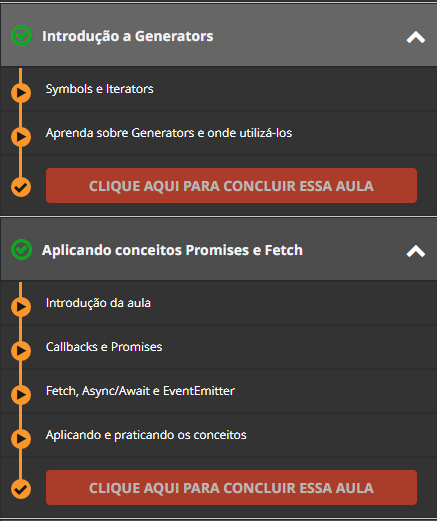 Introdução a Generators
Symbols e Iterators
Aprenda sobre Generators e onde utilizá-los
CLIQUE AQUI PARA CONCLUIR ESSA AULA
Aplicando conceitos Promises e Fetch
Introdução da aula
Callbacks e Promises
Fetch, Async/Await e EventEmitter
Aplicando e praticando os conceitos
CLIQUE AQUI PARA CONCLUIR ESSA AULA